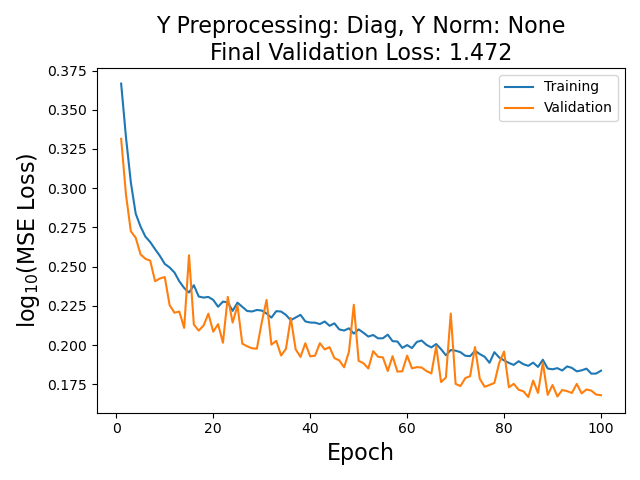 Y Preprocessing: Diag, Y Norm: None
Final Validation Loss: 1.472
Training
Validation
log₁₀(MSE Loss)
0.375
0.350
0.325
0.300
0.275
0.250
0.225
0.200
0.175
0 20 40 60 80 100
Epoch